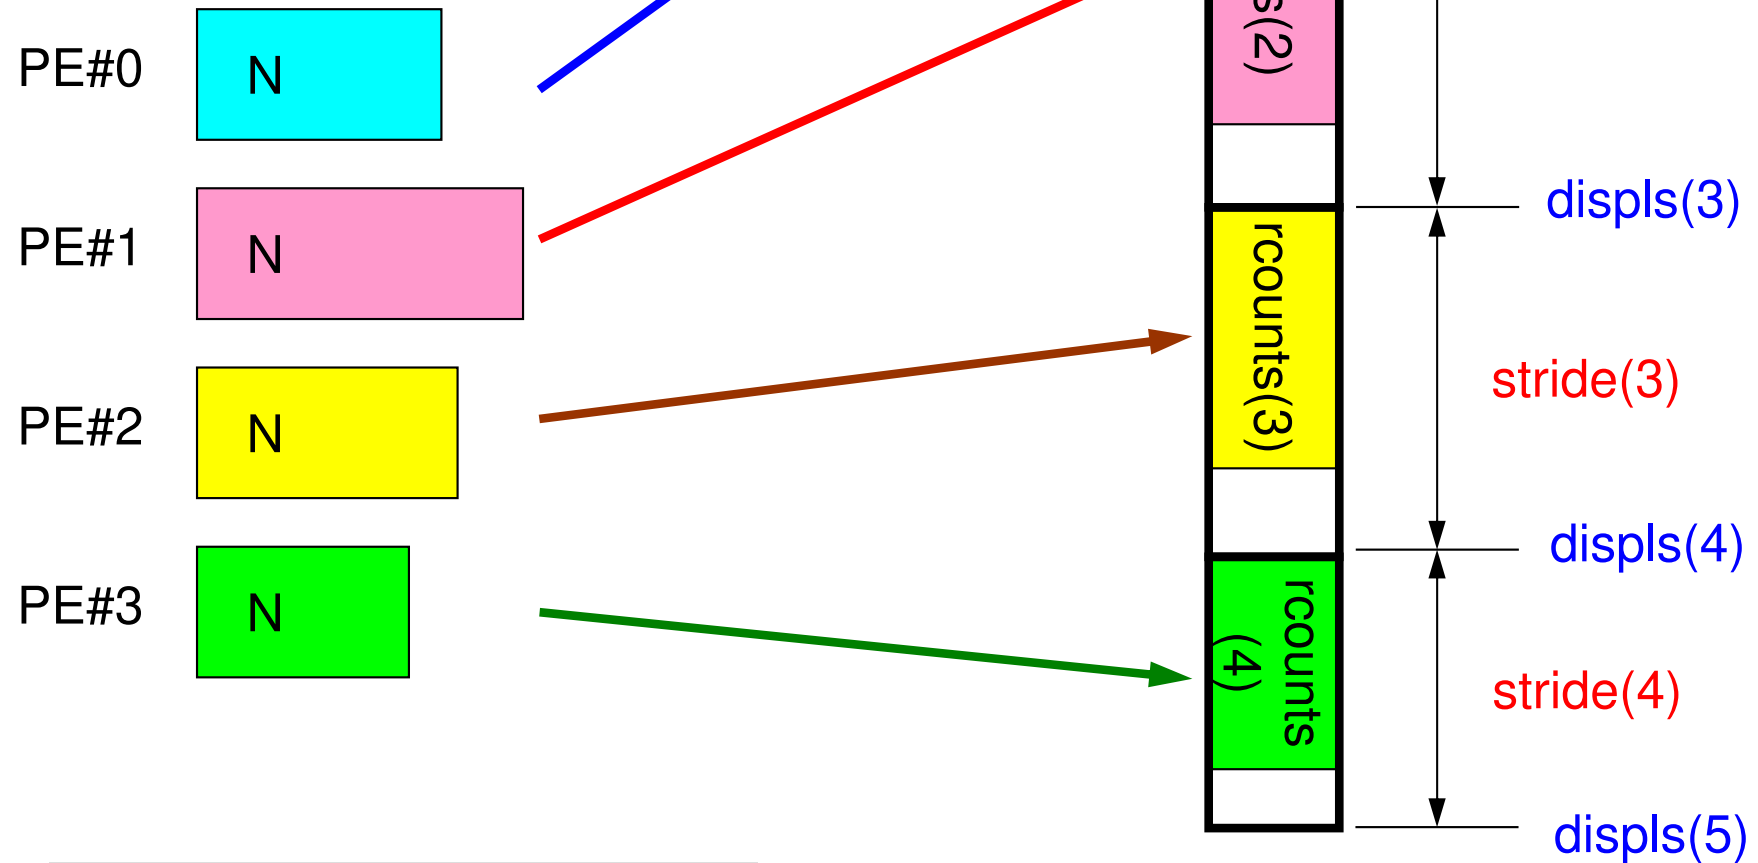 PE#0
N
s(2)
PE#1
N
displs(3)
rcounts(3)
stride(3)
PE#2
N
displs(4)
PE#3
N
rcounts
(4)
stride(4)
displs(5)